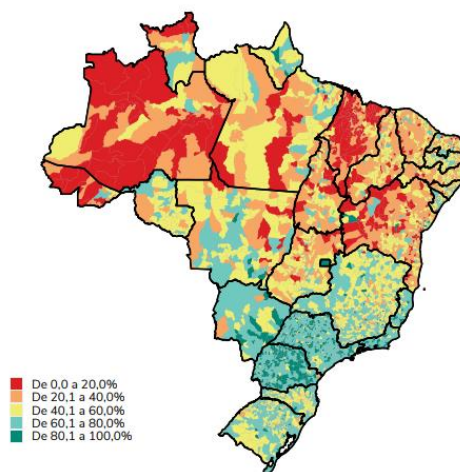 De 0,0 a 20,0%
De 20,1 a 40,0%
De 40,1 a 60,0%
De 60,1 a 80,0%
De 80,1 a 100,0%